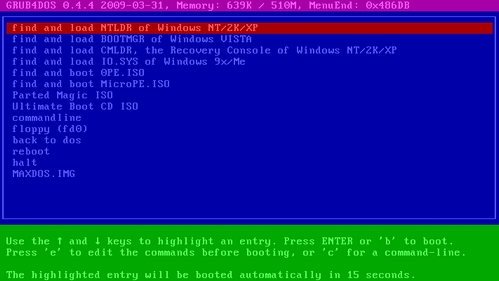 GRUB4DOS 0.4.4 2009-03-31, Memory: 639K / 510M, MenuEnd: 0x486DB
find and load NTLDR of Windows NT/2K/XP
find and load BOOTMGR of Windows VISTA
find and load CMLDR, the Recovery Console of Windows NT/2K/XP
find and load IO.SYS of Windows 9x/Me
find and boot 0PE.ISO
find and boot MicroPE.ISO
Parted Magic ISO
Ultimate Boot CD ISO
commandline
floppy (fd0)
back to dos
reboot
halt
MAXDOS.IMG
Use the ↑ and ↓ keys to highlight an entry. Press ENTER or 'b' to boot.
Press 'e' to edit the commands before booting, or 'c' for a command-line.
The highlighted entry will be booted automatically in 15 seconds.